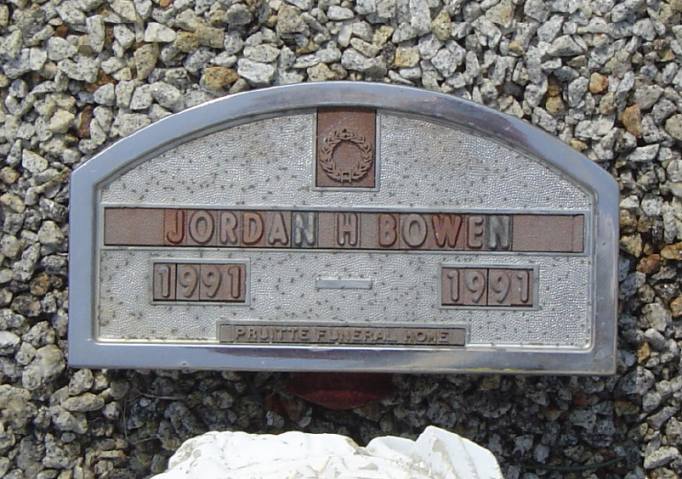 JORDAN H BOWEN
1991 — 1991
PRUITTE FUNERAL HOME